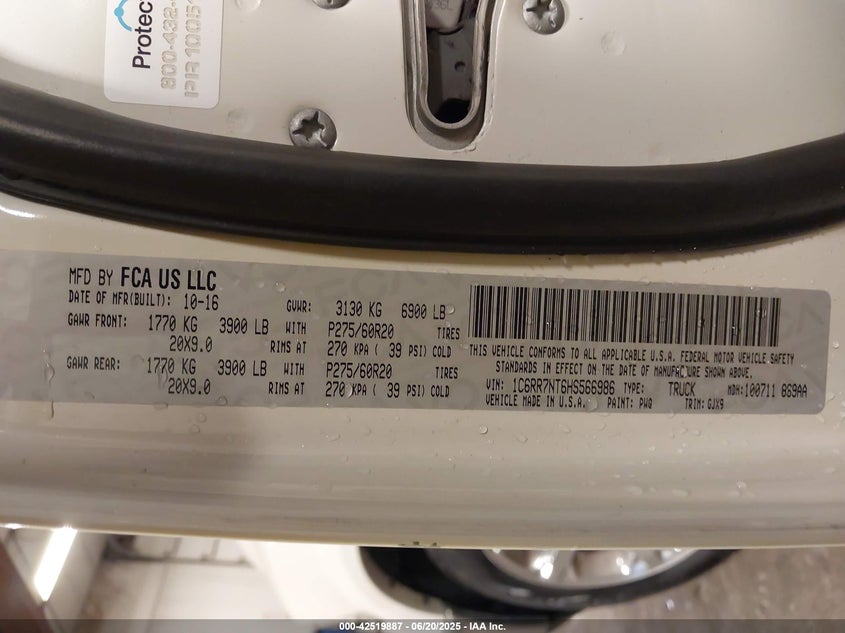 Protec
800-432-
IPIR 10051
MFD BY FCA US LLC
DATE OF MFR(BUILT): 10-16 GVWR: 3130 KG 6900 LB
GAWR FRONT: 1770 KG 3900 LB WITH P275/60R20 TIRES
20X9.0 RIMS AT 270 KPA ( 39 PSI) COLD
GAWR REAR: 1770 KG 3900 LB WITH P275/60R20 TIRES
20X9.0 RIMS AT 270 KPA ( 39 PSI) COLD
THIS VEHICLE CONFORMS TO ALL APPLICABLE U.S.A. FEDERAL MOTOR VEHICLE SAFETY
STANDARDS IN EFFECT ON THE DATE OF MANUFACTURE SHOWN ABOVE.
VIN: 1C6RR7NT6HS566986 TYPE: TRUCK MDH:100711 869AA
VEHICLE MADE IN U.S.A. PAINT: PWQ TRIM: GJX9
000-42519887 - 06/20/2025 - IAA Inc.